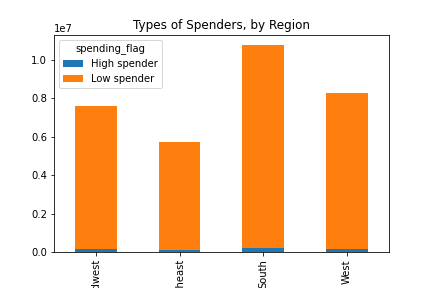 Types of Spenders, by Region
1e7
spending_flag
High spender
Low spender
1.0
0.8
0.6
0.4
0.2
0.0
dwest
heast
South
West